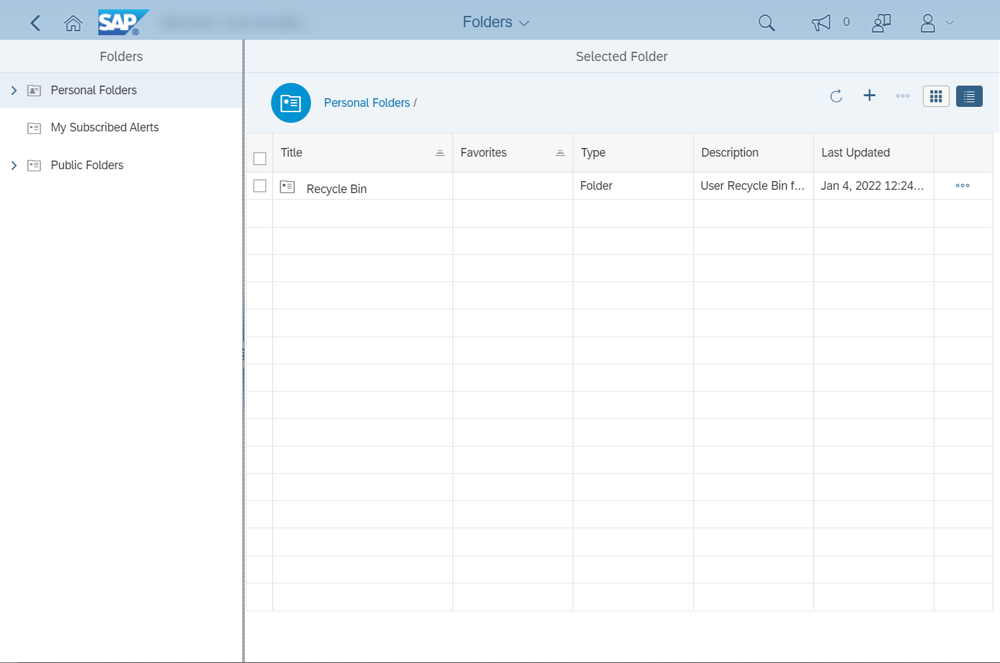 SAP®
Folders
0
Folders
Selected Folder
Personal Folders
My Subscribed Alerts
Public Folders
Personal Folders /
Title
Favorites
Type
Description
Last Updated
Recycle Bin
Folder
User Recycle Bin f...
Jan 4, 2022 12:24...